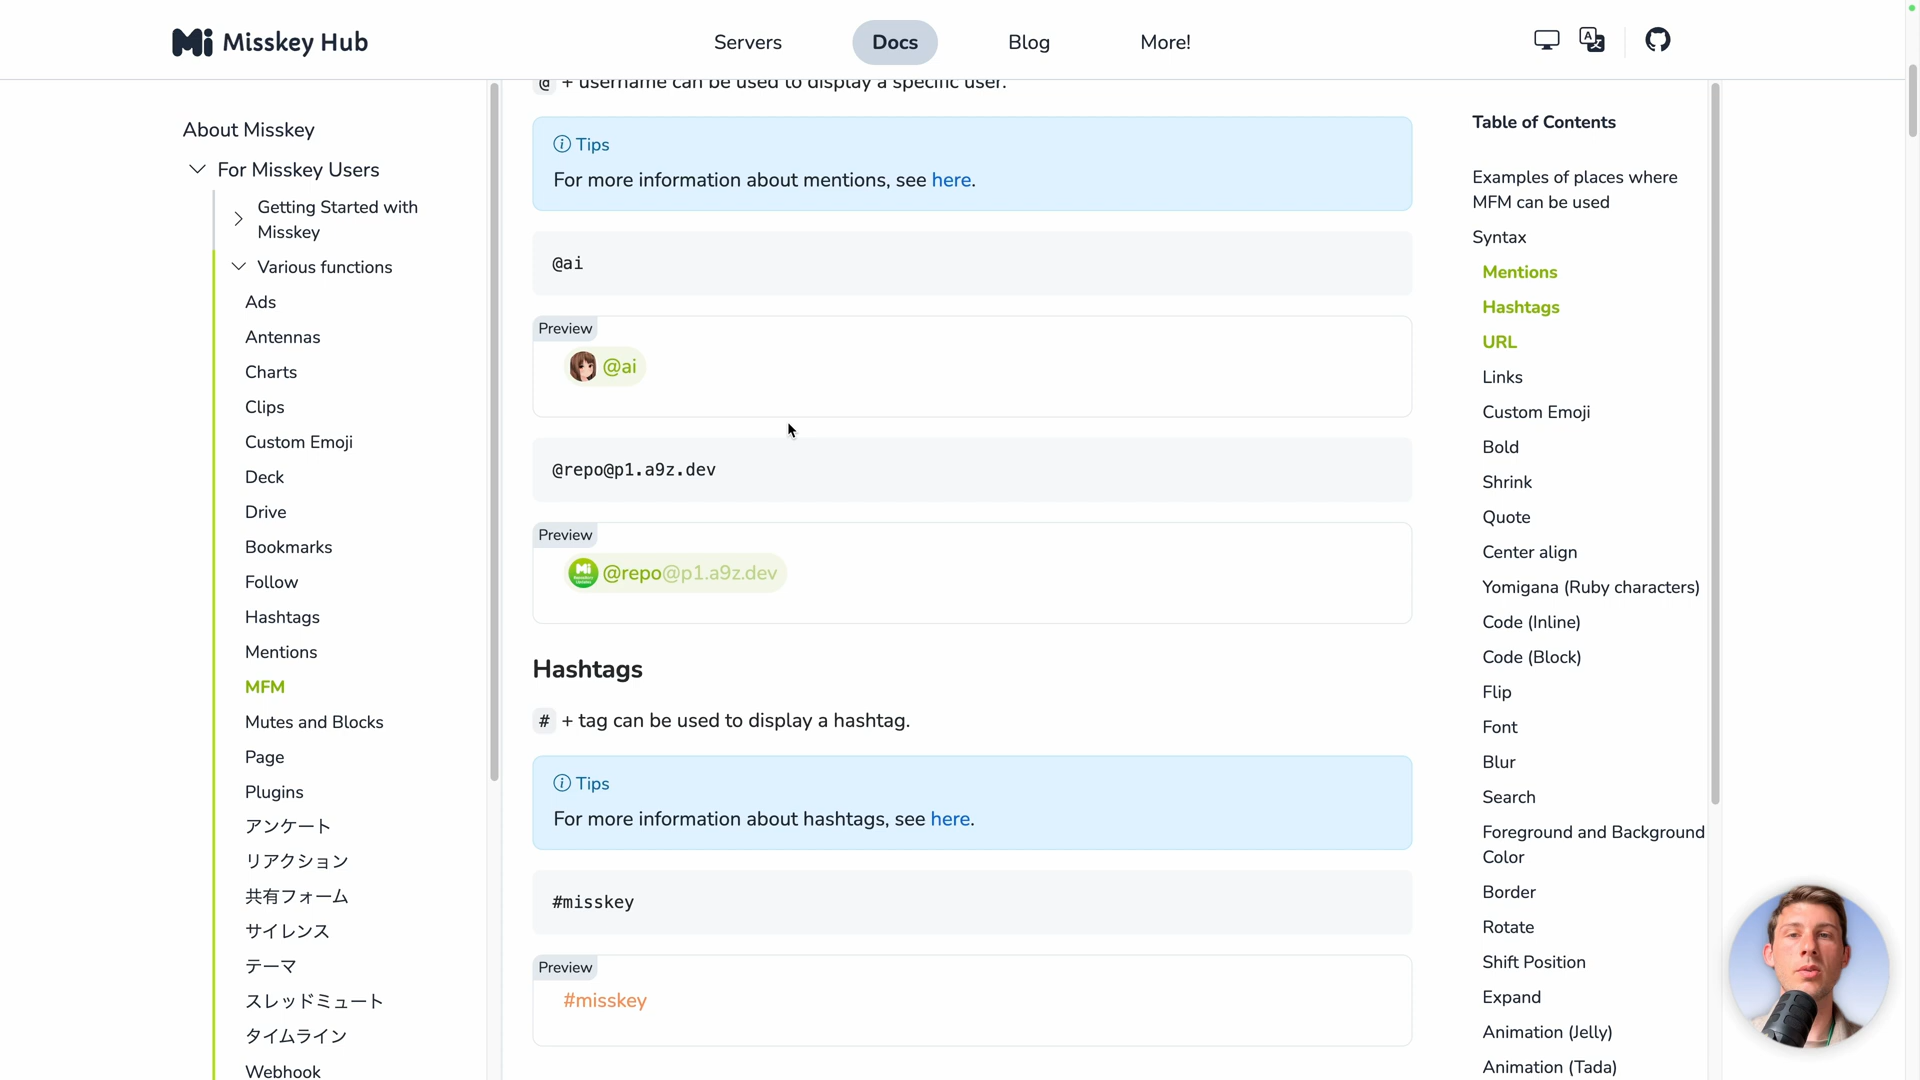 Misskey Hub
Servers
Docs
Blog
More!
About Misskey
For Misskey Users
Getting Started with
Misskey
Various functions
Ads
Antennas
Charts
Clips
Custom Emoji
Deck
Drive
Bookmarks
Follow
Hashtags
Mentions
MFM
Mutes and Blocks
Page
Plugins
アンケート
リアクション
共有フォーム
サイレンス
テーマ
スレッドミュート
タイムライン
Webhook
@ + username can be used to display a specific user.
Tips
For more information about mentions, see here.
@ai
Preview
@ai
@repo@p1.a9z.dev
Preview
@repo@p1.a9z.dev
Hashtags
# + tag can be used to display a hashtag.
Tips
For more information about hashtags, see here.
#misskey
Preview
#misskey
Table of Contents
Examples of places where
MFM can be used
Syntax
Mentions
Hashtags
URL
Links
Custom Emoji
Bold
Shrink
Quote
Center align
Yomigana (Ruby characters)
Code (Inline)
Code (Block)
Flip
Font
Blur
Search
Foreground and Background
Color
Border
Rotate
Shift Position
Expand
Animation (Jelly)
Animation (Tada)